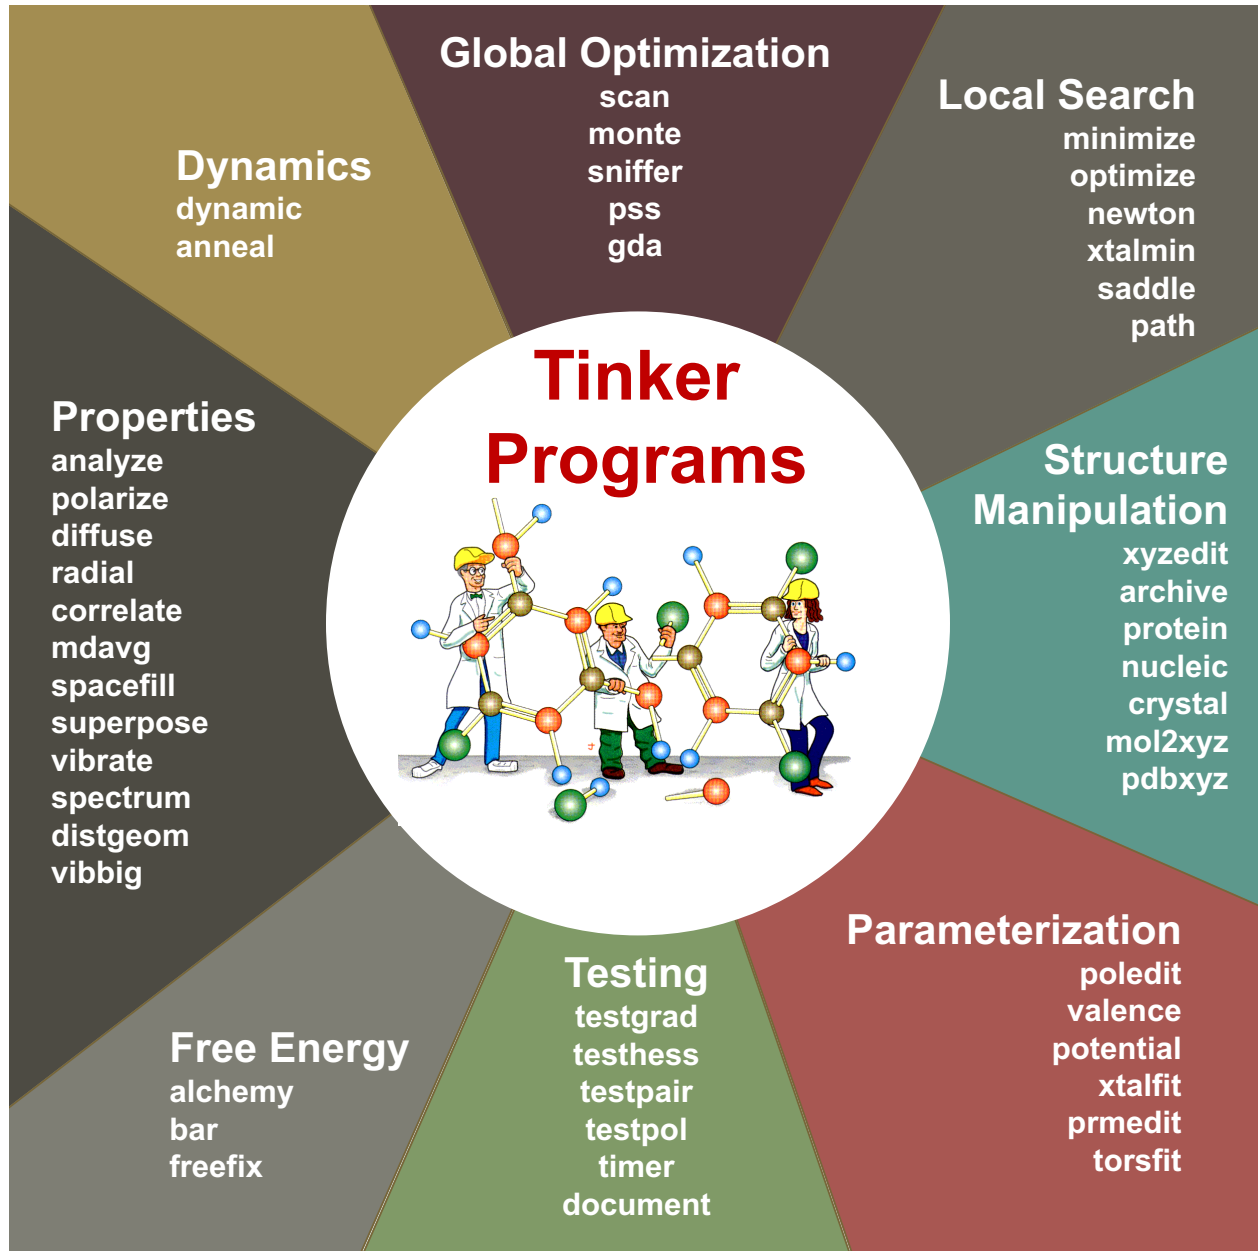 Global Optimization
scan
monte
sniffer
pss
gda
Local Search
minimize
optimize
newton
xtalmin
saddle
path
Dynamics
dynamic
anneal
Tinker
Programs
Properties
analyze
polarize
diffuse
radial
correlate
mdavg
spacefill
superpose
vibrate
spectrum
distgeom
vibbig
Structure
Manipulation
xyzedit
archive
protein
nucleic
crystal
mol2xyz
pdbxyz
Parameterization
poledit
valence
potential
xtalfit
prmedit
torsfit
Testing
testgrad
testhess
testpair
testpol
timer
document
Free Energy
alchemy
bar
freefix